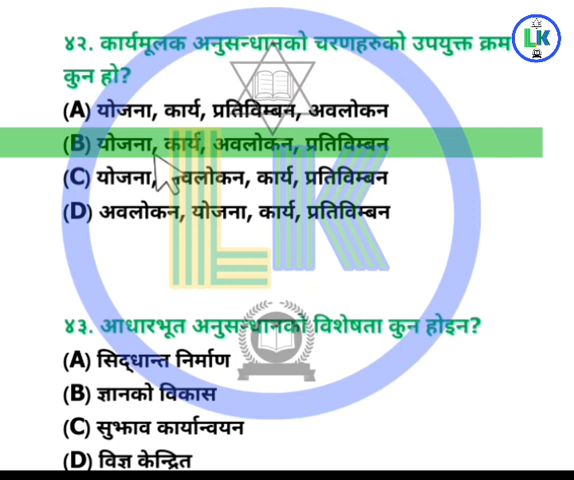 ४२. कार्यमूलक अनुसन्धानको चरणहरुको उपयुक्त क्रम
कुन हो?
(A) योजना, कार्य, प्रतिविम्बन, अवलोकन
(B) योजना, कार्य, अवलोकन, प्रतिविम्बन
(C) योजना, अवलोकन, कार्य, प्रतिविम्बन
(D) अवलोकन, योजना, कार्य, प्रतिविम्बन
LK
LK
४३. आधारभूत अनुसन्धानको विशेषता कुन होइन?
(A) सिद्धान्त निर्माण
(B) ज्ञानको विकास
(C) सुझाव कार्यान्वयन
(D) विज्ञ केन्द्रित